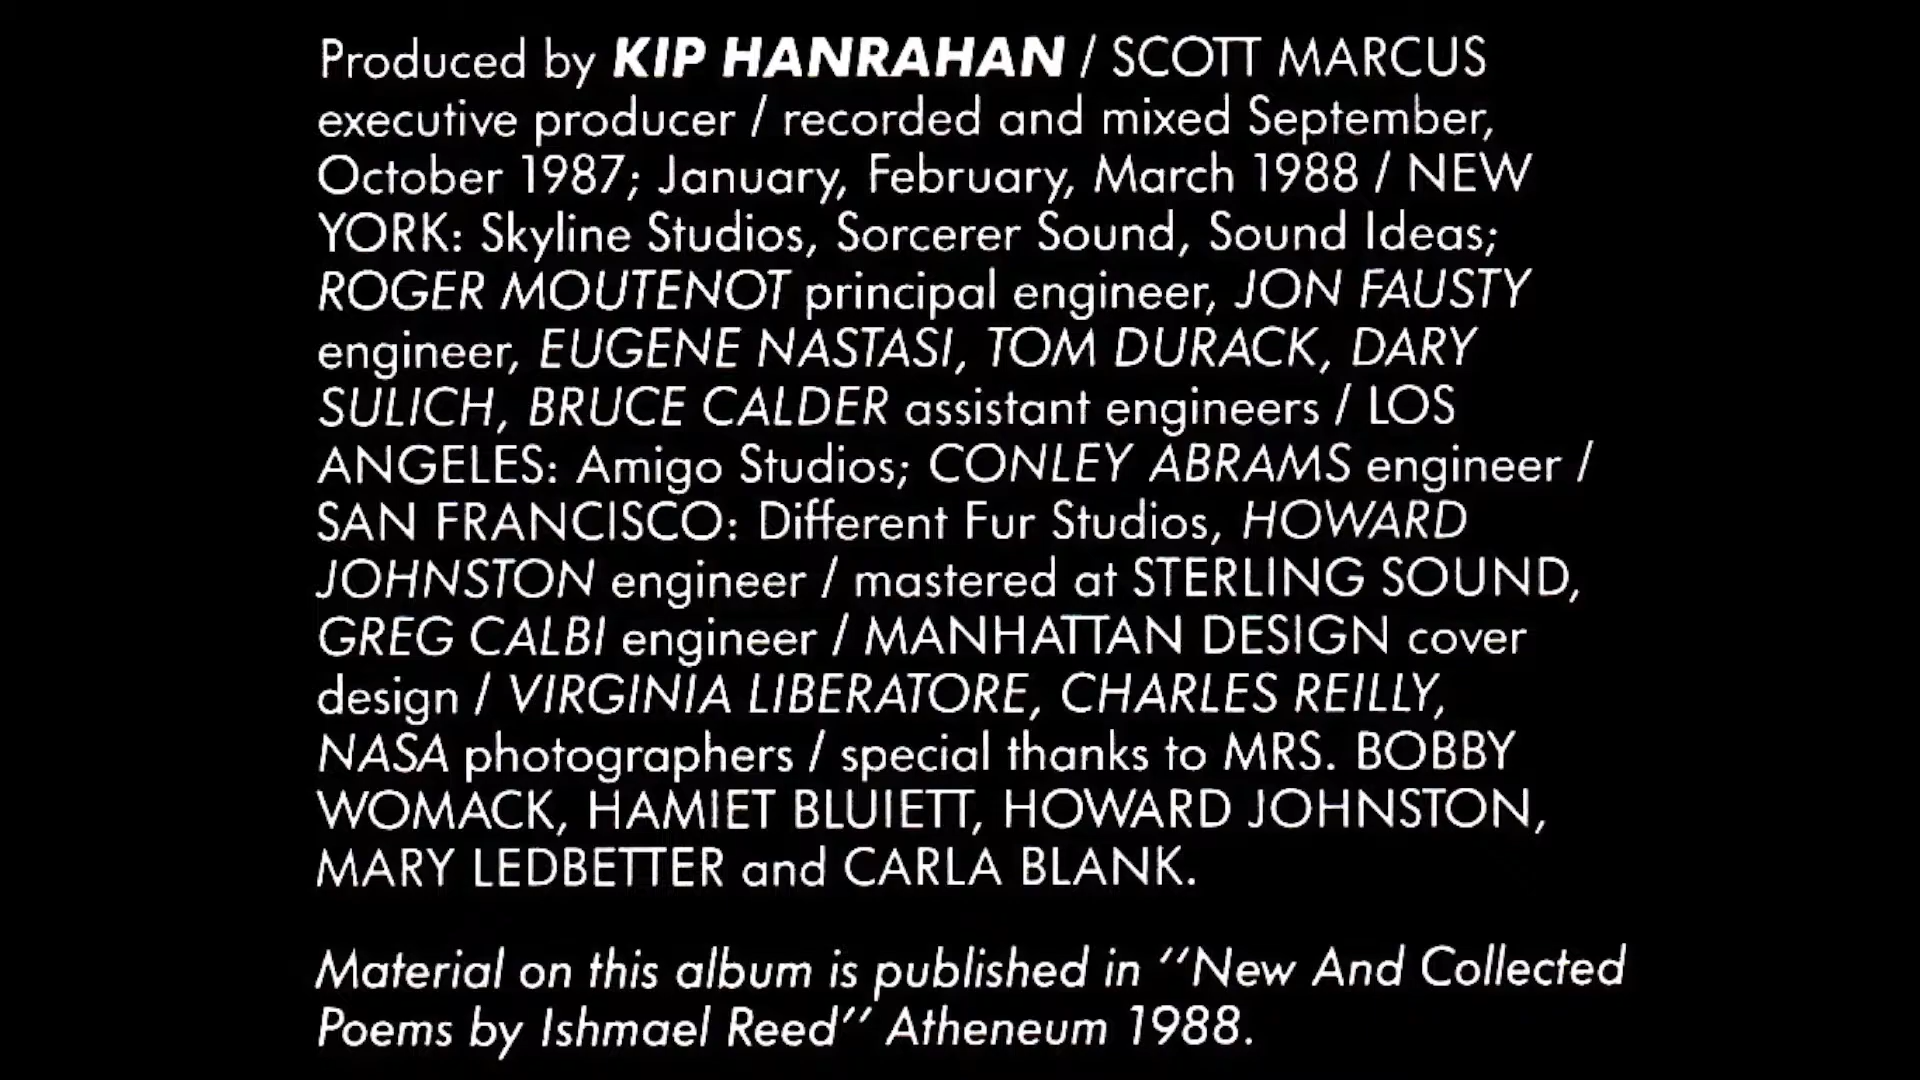 Produced by KIP HANRAHAN / SCOTT MARCUS
executive producer / recorded and mixed September,
October 1987; January, February, March 1988 / NEW
YORK: Skyline Studios, Sorcerer Sound, Sound Ideas;
ROGER MOUTENOT principal engineer, JON FAUSTY
engineer, EUGENE NASTASI, TOM DURACK, DARY
SULICH, BRUCE CALDER assistant engineers / LOS
ANGELES: Amigo Studios; CONLEY ABRAMS engineer /
SAN FRANCISCO: Different Fur Studios, HOWARD
JOHNSTON engineer / mastered at STERLING SOUND,
GREG CALBI engineer / MANHATTAN DESIGN cover
design / VIRGINIA LIBERATORE, CHARLES REILLY,
NASA photographers / special thanks to MRS. BOBBY
WOMACK, HAMIET BLUIETT, HOWARD JOHNSTON,
MARY LEDBETTER and CARLA BLANK.
Material on this album is published in "New And Collected
Poems by Ishmael Reed" Atheneum 1988.